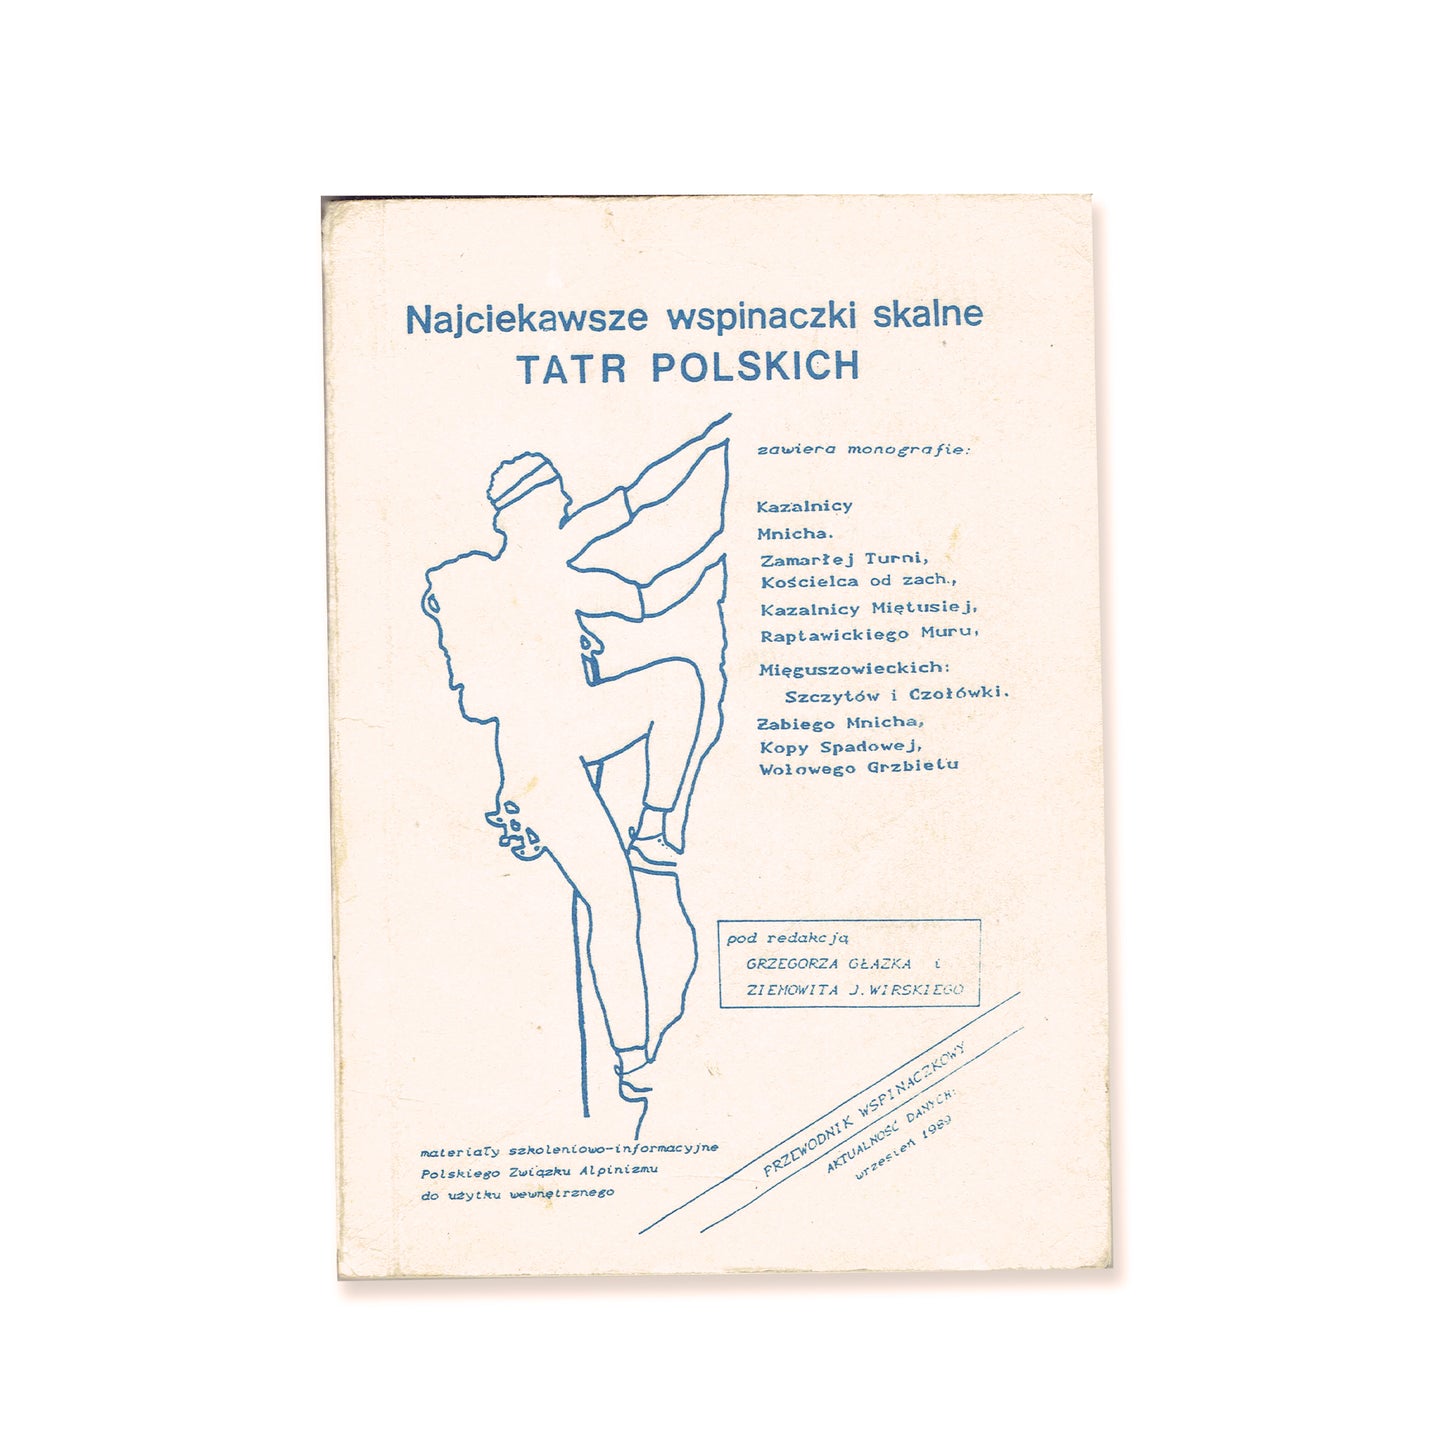 Najciekawsze wspinaczki skalne
TATR POLSKICH
zawiera monografie:
Kazalnicy
Mnicha.
Zamarłej Turni,
Kościelca od zach.,
Kazalnicy Miętusiej,
Raptawickiego Muru,
Mięguszowieckich:
Szczytów i Czołówki.
Żabiego Mnicha,
Kopy Spadowej,
Wołowego Grzbietu
pod redakcją
GRZEGORZA GŁAZKA i
ZIEMOWITA J.WIRSKIEGO
PRZEWODNIK WSPINACZKOWY
AKTUALNOŚĆ DANYCH:
wrzesień 1989
materiały szkoleniowo-informacyjne
Polskiego Związku Alpinizmu
do użytku wewnętrznego